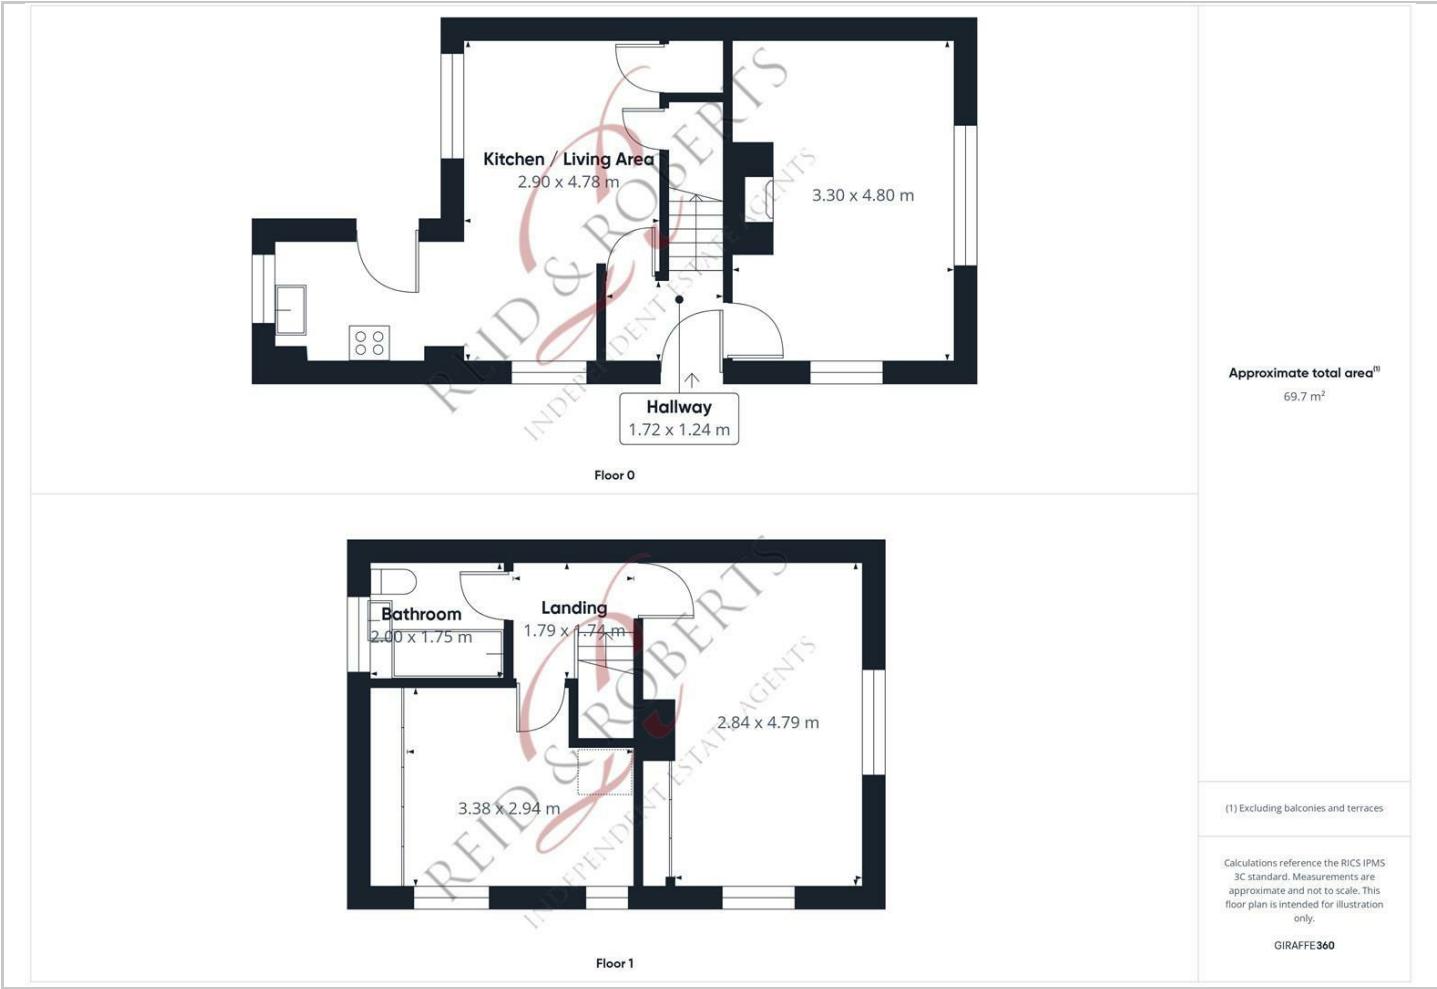 Kitchen / Living Area
2.90 x 4.78 m
3.30 x 4.80 m
Hallway
1.72 x 1.24 m
Floor 0
REID & ROBERTS
INDEPENDENT ESTATE AGENTS
Bathroom
2.00 x 1.75 m
Landing
1.79 x 1.74 m
2.84 x 4.79 m
3.38 x 2.94 m
Floor 1
REID & ROBERTS
INDEPENDENT ESTATE AGENTS
Approximate total area(1)
69.7 m²
(1) Excluding balconies and terraces
Calculations reference the RICS IPMS
3C standard. Measurements are
approximate and not to scale. This
floor plan is intended for illustration
only.
GIRAFFE360